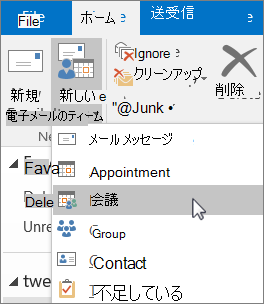 File ホーム 送受信
Ignore
クリーンアップ
新規 新しい e 削除
電子メールのティーム
"@Junk
Ne
メール メッセージ
Fava
Appointment
Dele
会議
Unre
Group
Contact
twe
不足している